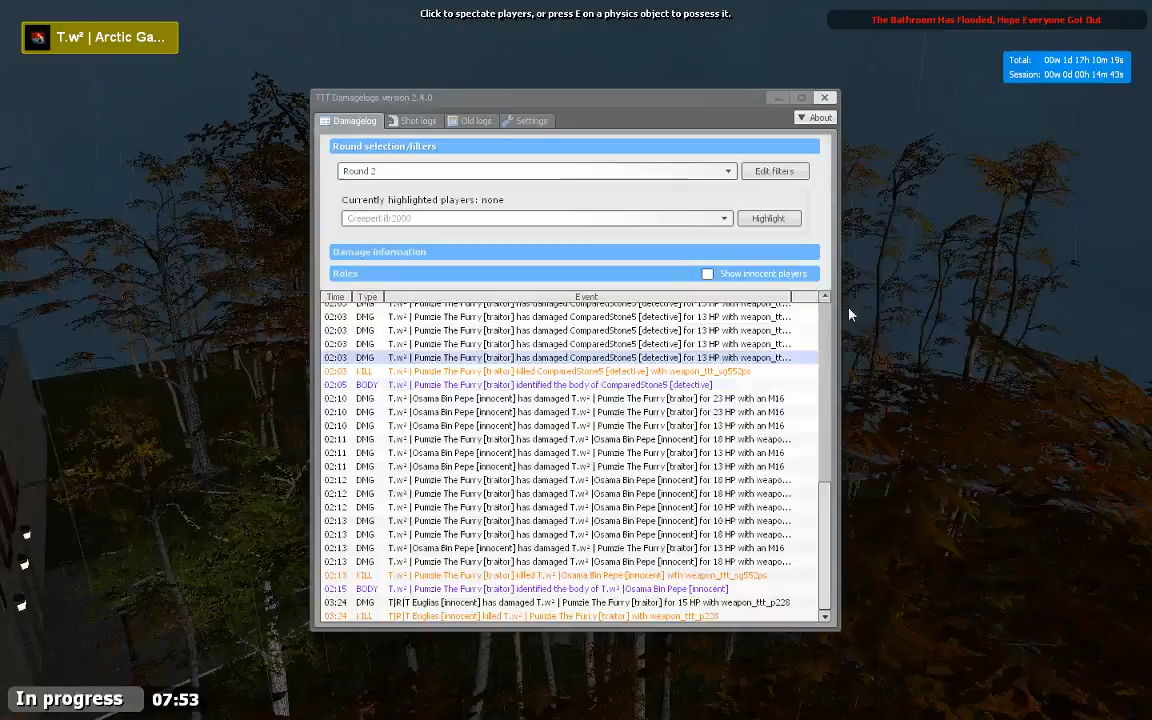 Click to spectate players, or press E on a physics object to possess it.
The Bathroom Has Flooded, Hope Everyone Got Out
T.w² | Arctic Ga...
Total: 00w 1d 17h 10m 19s
Session: 00w 0d 00h 14m 43s
TTT Damagelogs version 2.4.0
Damagelog Shot logs Old logs Settings About
Round selection/filters
Round 2 Edit filters
Currently highlighted players: none
Highlight
Damage information
Roles Show innocent players
Time Type Event
02:03 DMG T.w² | Pumzie The Furry [traitor] has damaged ComparedStone5 [detective] for 13 HP with weapon_tt...
02:03 DMG T.w² | Pumzie The Furry [traitor] has damaged ComparedStone5 [detective] for 13 HP with weapon_tt...
02:03 DMG T.w² | Pumzie The Furry [traitor] has damaged ComparedStone5 [detective] for 13 HP with weapon_tt...
02:03 DMG T.w² | Pumzie The Furry [traitor] has damaged ComparedStone5 [detective] for 13 HP with weapon_tt...
02:03 DMG T.w² | Pumzie The Furry [traitor] has damaged ComparedStone5 [detective] for 13 HP with weapon_tt...
02:03 KILL T.w² | Pumzie The Furry [traitor] killed ComparedStone5 [detective] with weapon_ttt_sg552ps
02:05 BODY T.w² | Pumzie The Furry [traitor] identified the body of ComparedStone5 [detective]
02:10 DMG T.w² |Osama Bin Pepe [innocent] has damaged T.w² | Pumzie The Furry [traitor] for 23 HP with an M16
02:10 DMG T.w² |Osama Bin Pepe [innocent] has damaged T.w² | Pumzie The Furry [traitor] for 23 HP with an M16
02:10 DMG T.w² |Osama Bin Pepe [innocent] has damaged T.w² | Pumzie The Furry [traitor] for 13 HP with an M16
02:11 DMG T.w² | Pumzie The Furry [traitor] has damaged T.w² |Osama Bin Pepe [innocent] for 18 HP with weapo...
02:11 DMG T.w² |Osama Bin Pepe [innocent] has damaged T.w² | Pumzie The Furry [traitor] for 13 HP with an M16
02:11 DMG T.w² |Osama Bin Pepe [innocent] has damaged T.w² | Pumzie The Furry [traitor] for 13 HP with an M16
02:12 DMG T.w² | Pumzie The Furry [traitor] has damaged T.w² |Osama Bin Pepe [innocent] for 18 HP with weapo...
02:12 DMG T.w² | Pumzie The Furry [traitor] has damaged T.w² |Osama Bin Pepe [innocent] for 18 HP with weapo...
02:12 DMG T.w² | Pumzie The Furry [traitor] has damaged T.w² |Osama Bin Pepe [innocent] for 10 HP with weapo...
02:13 DMG T.w² | Pumzie The Furry [traitor] has damaged T.w² |Osama Bin Pepe [innocent] for 10 HP with weapo...
02:13 DMG T.w² | Pumzie The Furry [traitor] has damaged T.w² |Osama Bin Pepe [innocent] for 18 HP with weapo...
02:13 DMG T.w² |Osama Bin Pepe [innocent] has damaged T.w² | Pumzie The Furry [traitor] for 13 HP with an M16
02:13 DMG T.w² | Pumzie The Furry [traitor] has damaged T.w² |Osama Bin Pepe [innocent] for 18 HP with weapo...
02:13 KILL T.w² | Pumzie The Furry [traitor] killed T.w² |Osama Bin Pepe [innocent] with weapon_ttt_sg552ps
02:15 BODY T.w² | Pumzie The Furry [traitor] identified the body of T.w² |Osama Bin Pepe [innocent]
03:24 DMG T|R|T Euglias [innocent] has damaged T.w² | Pumzie The Furry [traitor] for 15 HP with weapon_ttt_p228
03:24 KILL T|R|T Euglias [innocent] killed T.w² | Pumzie The Furry [traitor] with weapon_ttt_p228
In progress 07:53